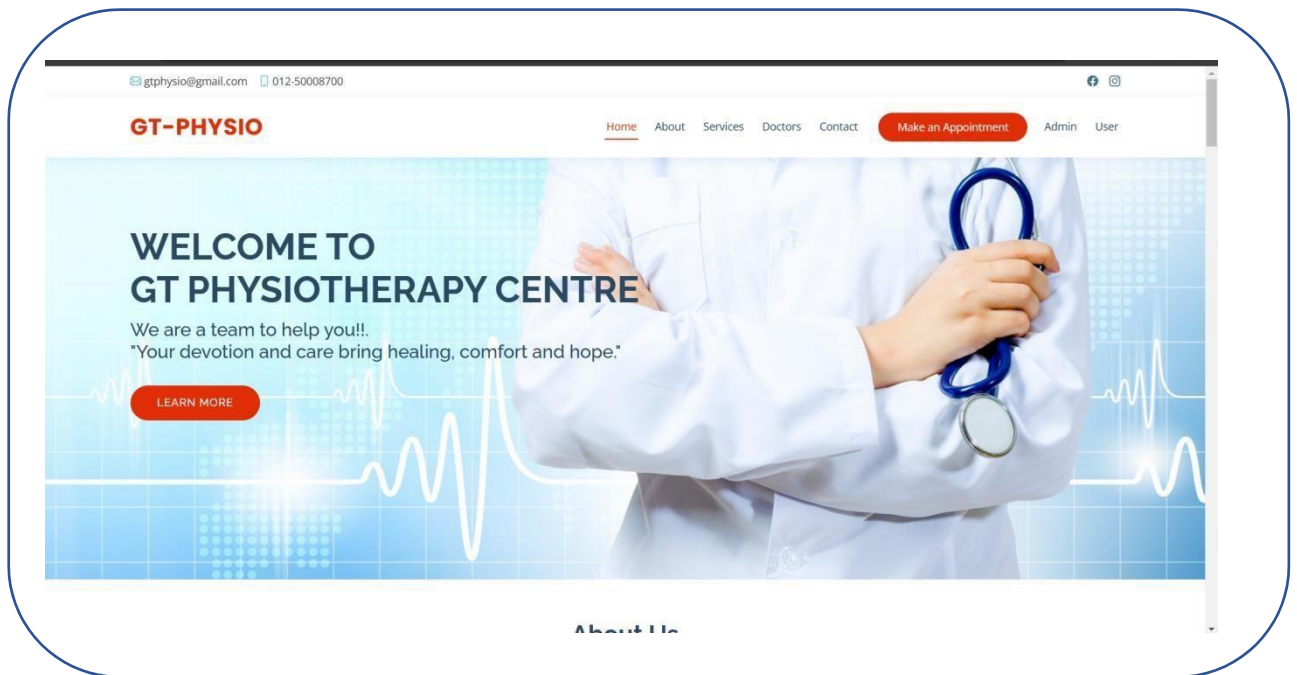 gtphysio@gmail.com 012-50008700
GT-PHYSIO
Home About Services Doctors Contact Make an Appointment Admin User
WELCOME TO
GT PHYSIOTHERAPY CENTRE
We are a team to help you!!.
"Your devotion and care bring healing, comfort and hope."
LEARN MORE
About Us